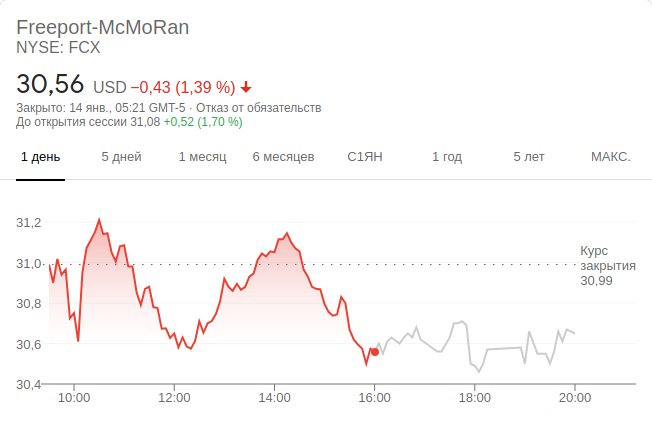 Freeport-McMoRan
NYSE: FCX
30,56 USD −0,43 (1,39 %) ↓
Закрыто: 14 янв., 05:21 GMT-5 · Отказ от обязательств
До открытия сессии 31,08 +0,52 (1,70 %)
1 день 5 дней 1 месяц 6 месяцев С1ЯН 1 год 5 лет МАКС.
31,2
31,0
30,8
30,6
30,4
Курс
закрытия
30,99
10:00 12:00 14:00 16:00 18:00 20:00